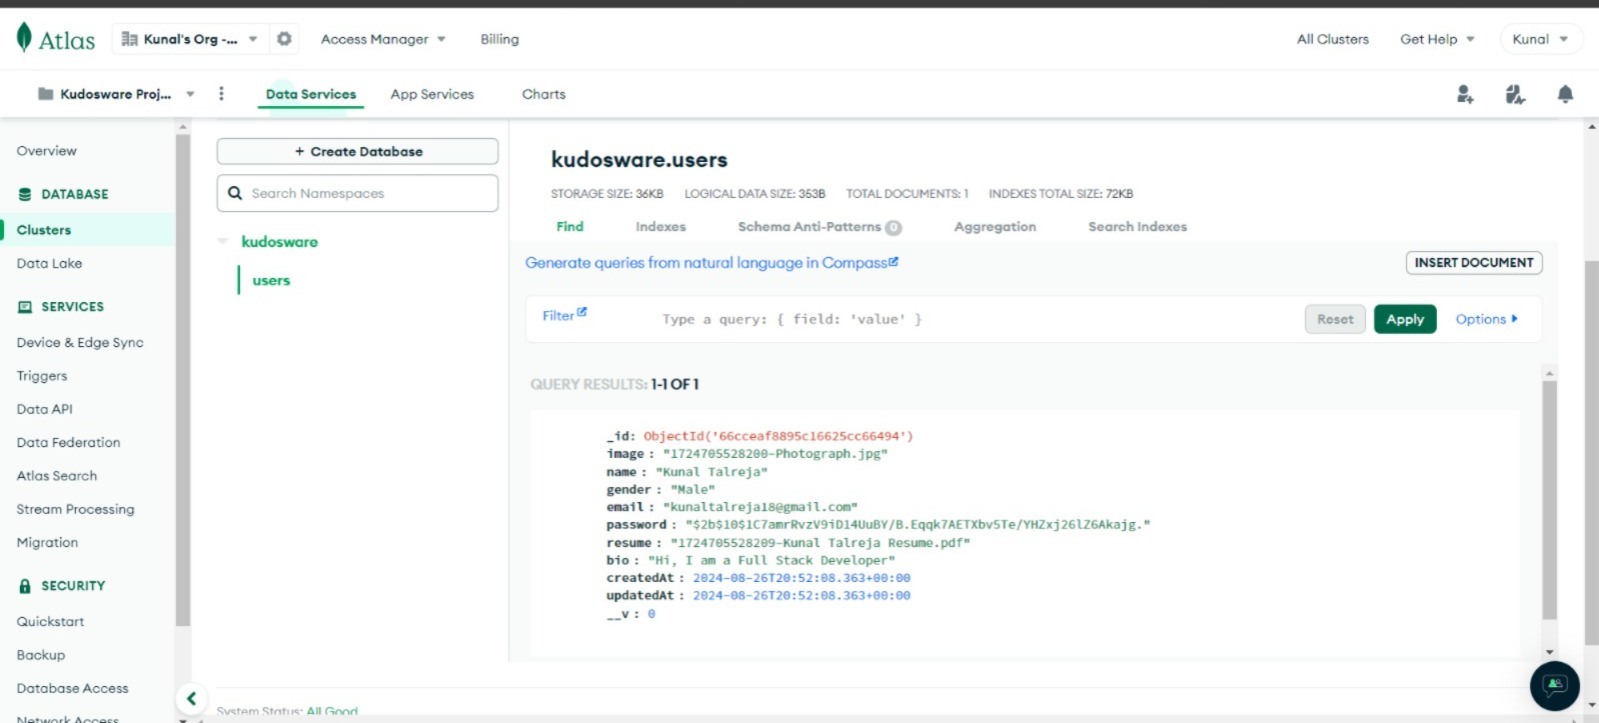 Atlas
Kunal's Org -...
Access Manager
Billing
All Clusters
Get Help
Kunal
Kudosware Proj...
Data Services
App Services
Charts
Overview
DATABASE
Clusters
Data Lake
SERVICES
Device & Edge Sync
Triggers
Data API
Data Federation
Atlas Search
Stream Processing
Migration
SECURITY
Quickstart
Backup
Database Access
Network Access
+ Create Database
Search Namespaces
kudosware
users
kudosware.users
STORAGE SIZE: 36KB LOGICAL DATA SIZE: 353B TOTAL DOCUMENTS: 1 INDEXES TOTAL SIZE: 72KB
Find Indexes Schema Anti-Patterns 0 Aggregation Search Indexes
Generate queries from natural language in Compass
INSERT DOCUMENT
Filter
Type a query: { field: 'value' }
Reset
Apply
Options
QUERY RESULTS: 1-1 OF 1
_id: ObjectId('66cceaf8895c16625cc66494')
image : "1724705528200-Photograph.jpg"
name : "Kunal Talreja"
gender : "Male"
email : "kunaltalreja18@gmail.com"
password : "$2b$10$1C7amrRvzV9iD14UuBY/B.Eqqk7AETXbv5Te/YHZxj26lZ6Akajg."
resume : "1724705528209-Kunal Talreja Resume.pdf"
bio : "Hi, I am a Full Stack Developer"
createdAt : 2024-08-26T20:52:08.363+00:00
updatedAt : 2024-08-26T20:52:08.363+00:00
__v : 0
System Status: All Good